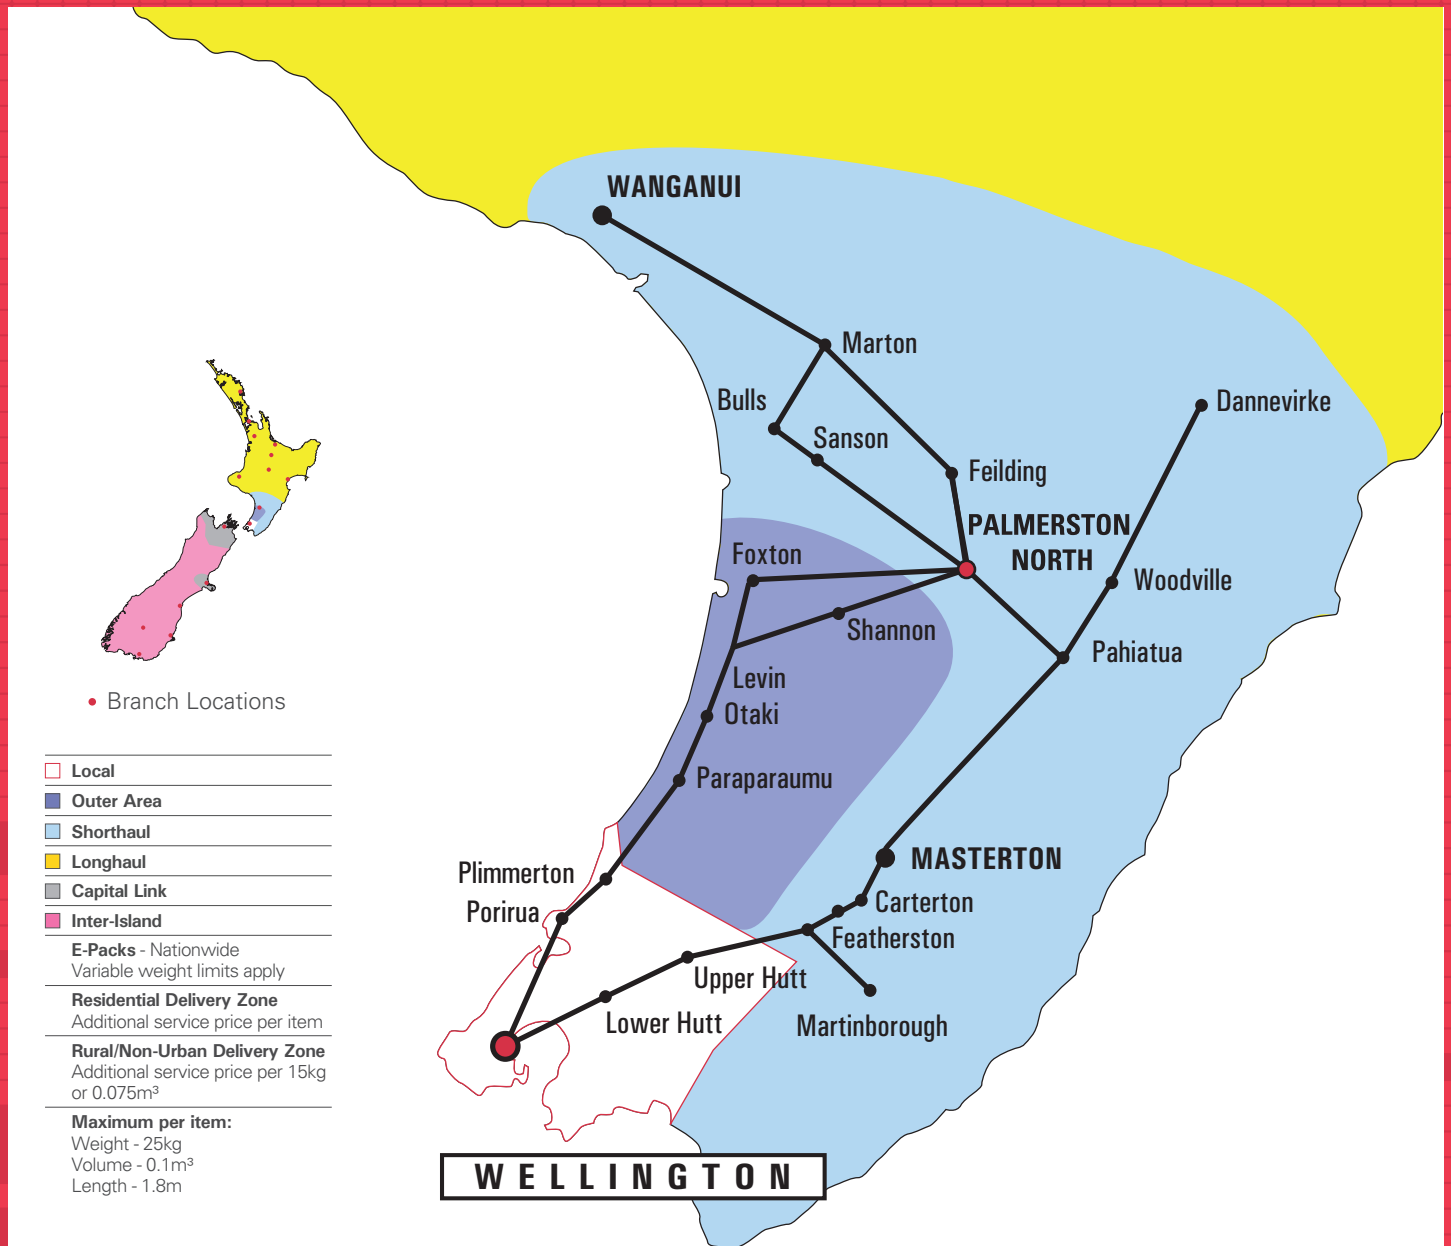 WANGANUI
Marton
Bulls
Dannevirke
Sanson
Feilding
PALMERSTON
NORTH
Foxton
Woodville
Shannon
Pahiatua
Levin
Otaki
Paraparaumu
MASTERTON
Plimmerton
Carterton
Porirua
Featherston
Upper Hutt
Lower Hutt
Martinborough
WELLINGTON
• Branch Locations
Local
Outer Area
Shorthaul
Longhaul
Capital Link
Inter-Island
E-Packs - Nationwide
Variable weight limits apply
Residential Delivery Zone
Additional service price per item
Rural/Non-Urban Delivery Zone
Additional service price per 15kg
or 0.075m³
Maximum per item:
Weight - 25kg
Volume - 0.1m³
Length - 1.8m